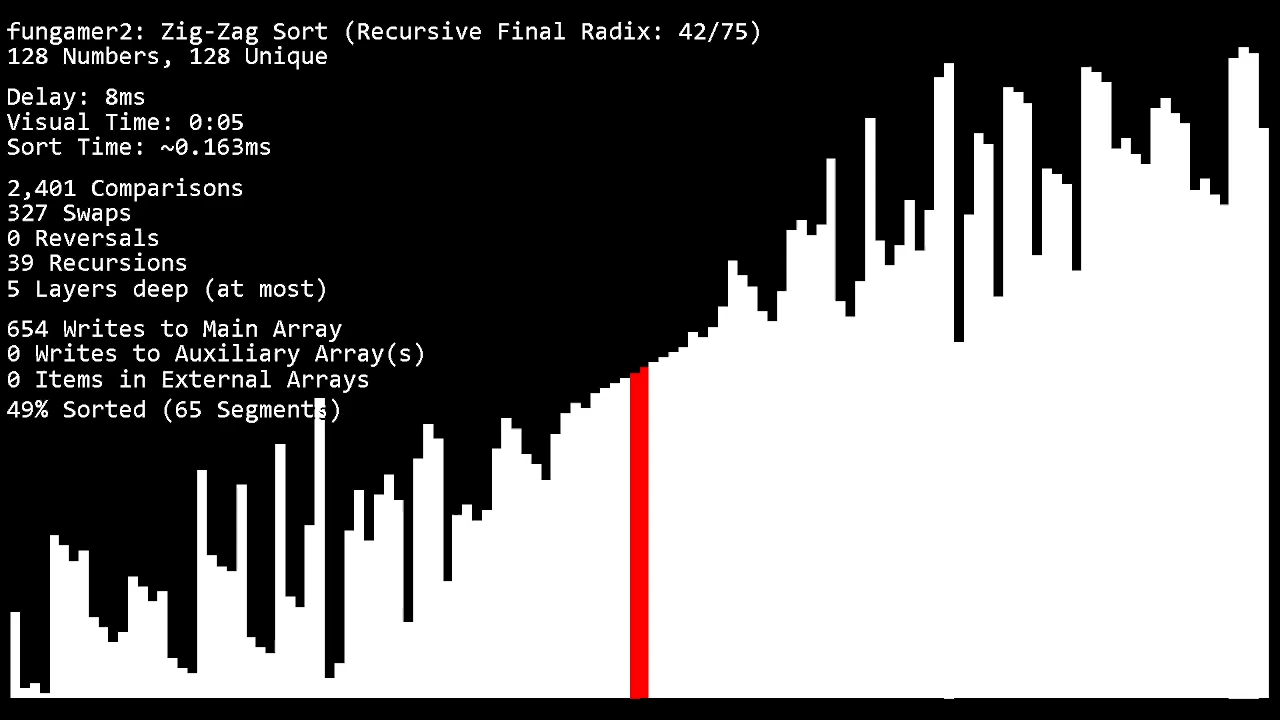 fungamer2: Zig-Zag Sort (Recursive Final Radix: 42/75)
128 Numbers, 128 Unique
Delay: 8ms
Visual Time: 0:05
Sort Time: ~0.163ms
2,401 Comparisons
327 Swaps
0 Reversals
39 Recursions
5 Layers deep (at most)
654 Writes to Main Array
0 Writes to Auxiliary Array(s)
0 Items in External Arrays
49% Sorted (65 Segments)